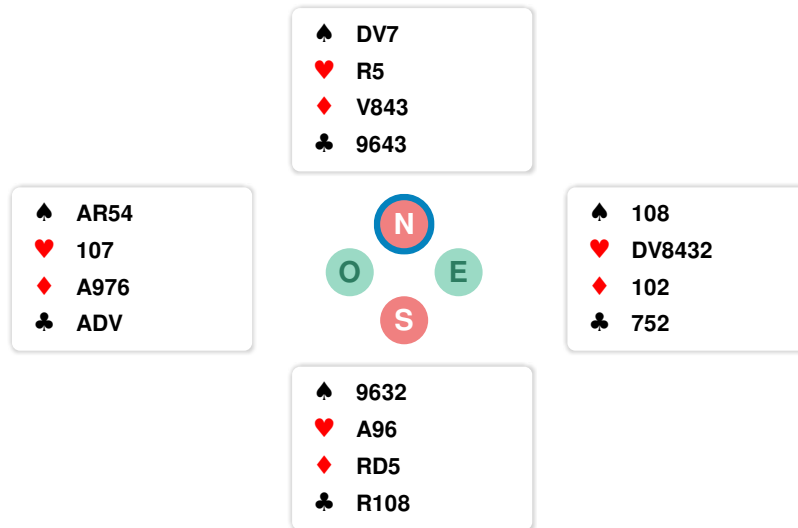 ♠ DV7
♥ R5
♦ V843
♣ 9643
♠ AR54
♥ 107
♦ A976
♣ ADV
N
O E
S
♠ 108
♥ DV8432
♦ 102
♣ 752
♠ 9632
♥ A96
♦ RD5
♣ R108